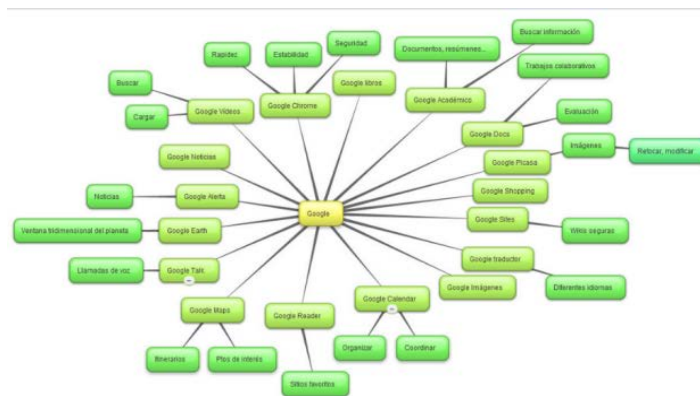 Seguridad
Rapidez
Estabilidad
Buscar información
Documentos, resúmenes...
Trabajos colaborativos
Buscar
Google libros
Google Académico
Google Chrome
Google Vídeos
Cargar
Evaluación
Google Docs
Imágenes
Retocar, modificar
Google Noticias
Google Picasa
Google Shopping
Noticias
Google Alerta
Google
Google Sites
Wikis seguras
Ventana tridimensional del planeta
Google Earth
Google traductor
Llamadas de voz
Google Talk
Google Imágenes
Diferentes idiomas
Google Calendar
Google Maps
Google Reader
Organizar
Coordinar
Itinerarios
Ptos de interés
Sitios favoritos